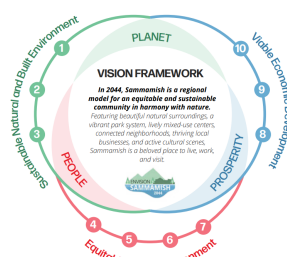 Sustainable Natural and Built Environment
Viable Economic Development
PLANET
1
2
3
10
9
8
VISION FRAMEWORK
In 2044, Sammamish is a regional
model for an equitable and sustainable
community in harmony with nature.
Featuring beautiful natural surroundings, a
vibrant park system, lively mixed-use centers,
connected neighborhoods, thriving local
businesses, and active cultural scenes,
Sammamish is a beloved place to live, work,
and visit.
PEOPLE
PROSPERITY
ENVISION
SAMMAMISH
2044
4
5
6
7